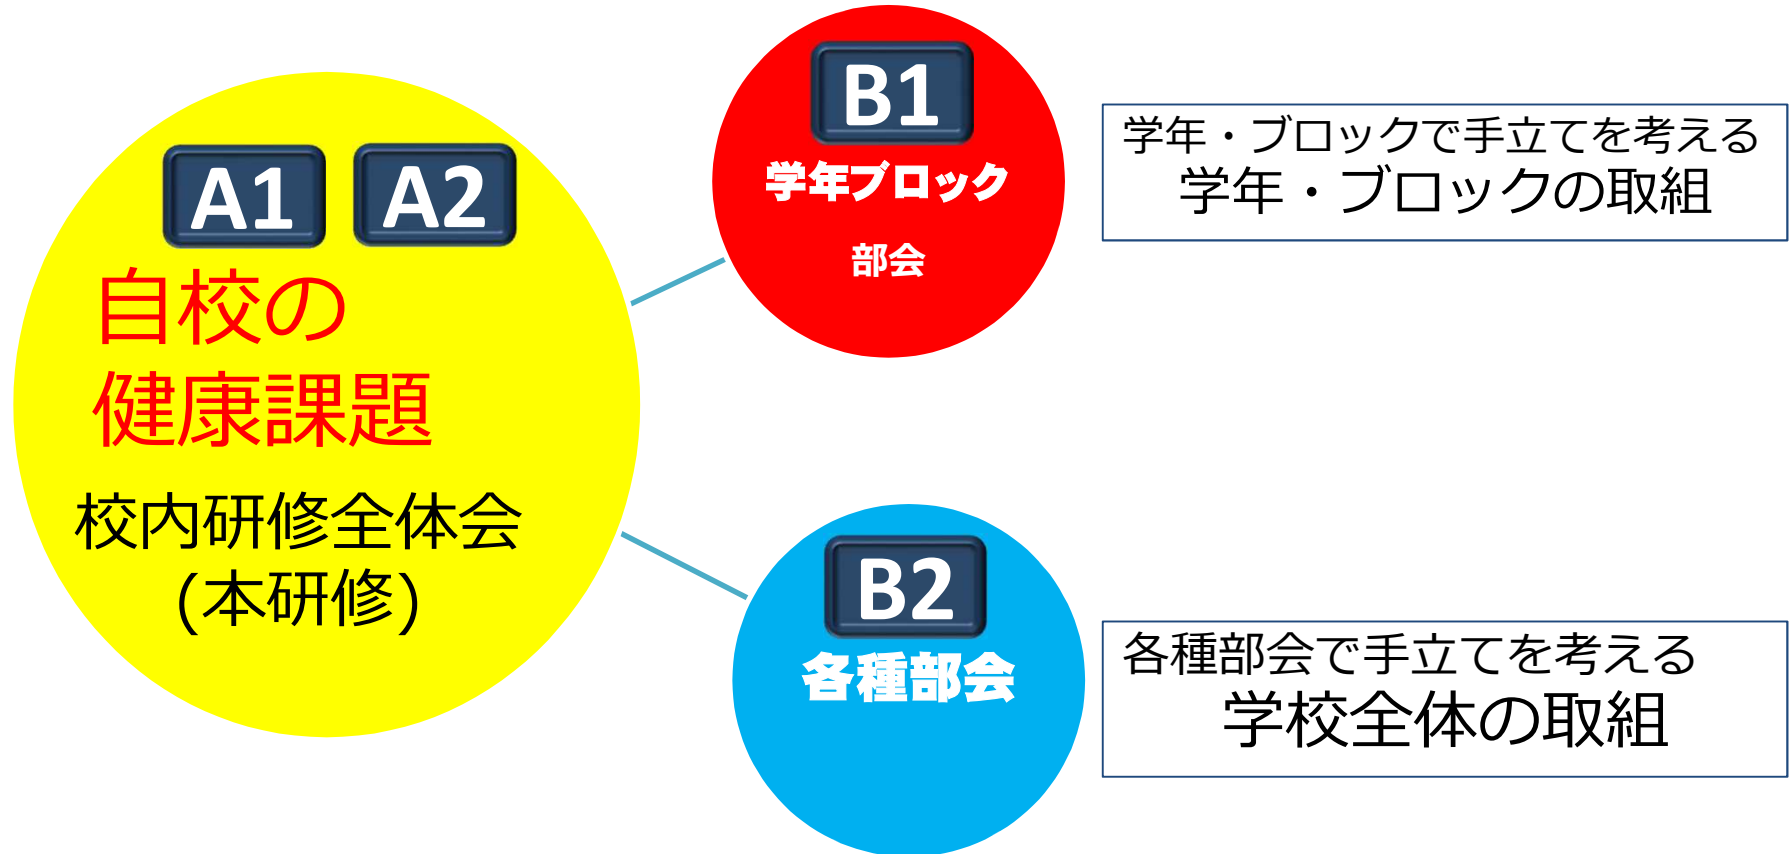 A1 A2
自校の
健康課題
校内研修全体会
(本研修)
B1
学年ブロック
部会
学年・ブロックで手立てを考える
学年・ブロックの取組
B2
各種部会
各種部会で手立てを考える
学校全体の取組